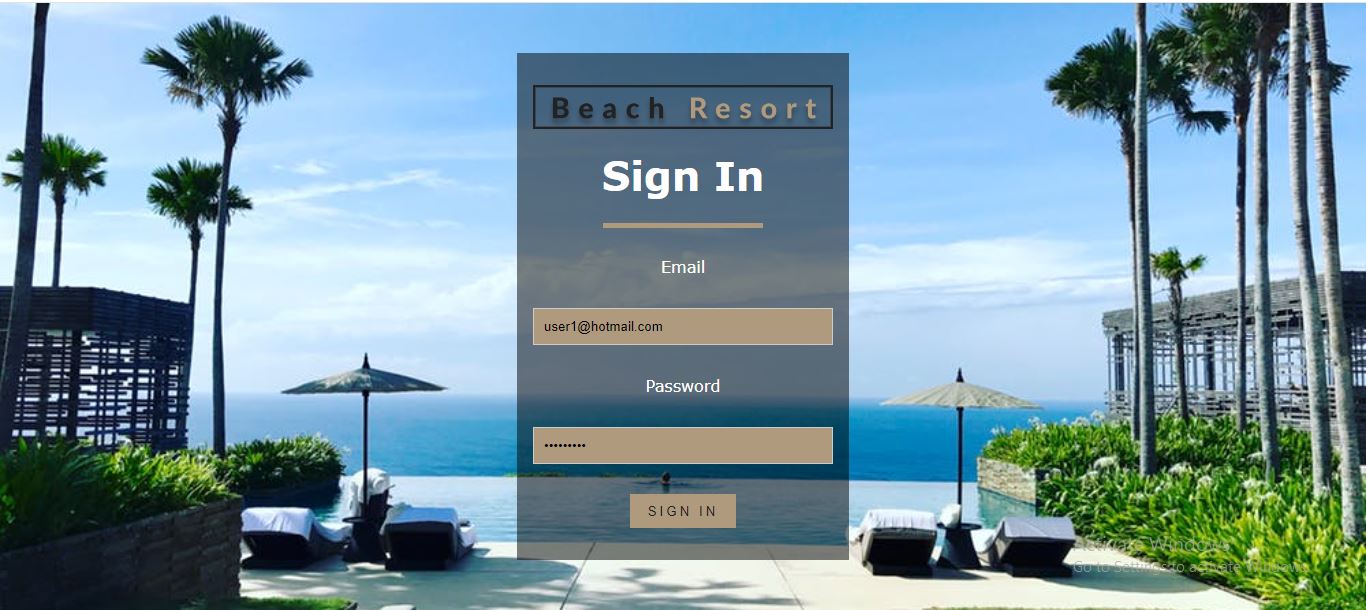 Beach Resort
Sign In
Email
user1@hotmail.com
Password
•••••••••
SIGN IN
Activate Windows
Go to Settings to activate Windows.